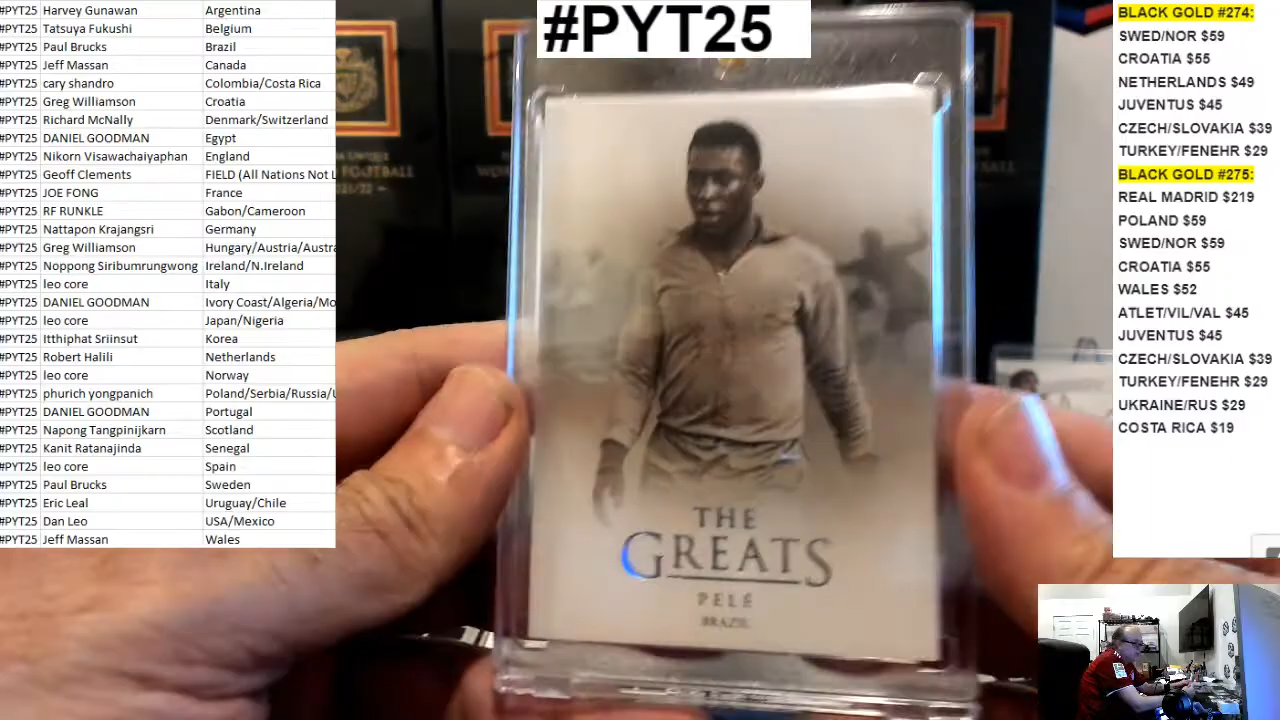 #PYT25 Harvey Gunawan Argentina
#PYT25 Tatsuya Fukushi Belgium
#PYT25 Paul Brucks Brazil
#PYT25 Jeff Massan Canada
#PYT25 cary shandro Colombia/Costa Rica
#PYT25 Greg Williamson Croatia
#PYT25 Richard McNally Denmark/Switzerland
#PYT25 DANIEL GOODMAN Egypt
#PYT25 Nikorn Visawachaiyaphan England
#PYT25 Geoff Clements FIELD (All Nations Not L
#PYT25 JOE FONG France
#PYT25 RF RUNKLE Gabon/Cameroon
#PYT25 Nattapon Krajangsri Germany
#PYT25 Greg Williamson Hungary/Austria/Austra
#PYT25 Noppong Siribumrungwong Ireland/N.Ireland
#PYT25 leo core Italy
#PYT25 DANIEL GOODMAN Ivory Coast/Algeria/Mo
#PYT25 leo core Japan/Nigeria
#PYT25 Itthiphat Sriinsut Korea
#PYT25 Robert Halili Netherlands
#PYT25 leo core Norway
#PYT25 phurich yongpanich Poland/Serbia/Russia/U
#PYT25 DANIEL GOODMAN Portugal
#PYT25 Napong Tangpinijkarn Scotland
#PYT25 Kanit Ratanajinda Senegal
#PYT25 leo core Spain
#PYT25 Paul Brucks Sweden
#PYT25 Eric Leal Uruguay/Chile
#PYT25 Dan Leo USA/Mexico
#PYT25 Jeff Massan Wales
#PYT25
THE
GREATS
PELÉ
BRAZIL
FOOTBALL
BLACK GOLD #274:
SWED/NOR $59
CROATIA $55
NETHERLANDS $49
JUVENTUS $45
CZECH/SLOVAKIA $39
TURKEY/FENEHR $29
BLACK GOLD #275:
REAL MADRID $219
POLAND $59
SWED/NOR $59
CROATIA $55
WALES $52
ATLET/VIL/VAL $45
JUVENTUS $45
CZECH/SLOVAKIA $39
TURKEY/FENEHR $29
UKRAINE/RUS $29
COSTA RICA $19